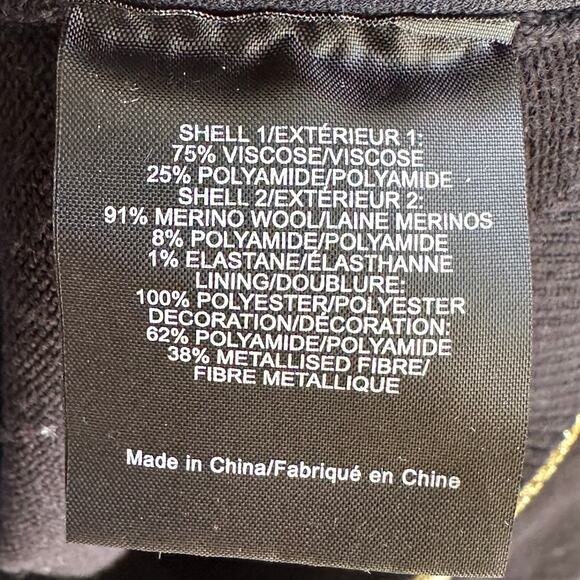 SHELL 1/EXTÉRIEUR 1:
75% VISCOSE/VISCOSE
25% POLYAMIDE/POLYAMIDE
SHELL 2/EXTÉRIEUR 2:
91% MERINO WOOL/LAINE MERINOS
8% POLYAMIDE/POLYAMIDE
1% ELASTANE/ÉLASTHANNE
LINING/DOUBLURE:
100% POLYESTER/POLYESTER
DECORATION/DÉCORATION:
62% POLYAMIDE/POLYAMIDE
38% METALLISED FIBRE/
FIBRE METALLIQUE
Made in China/Fabriqué en Chine